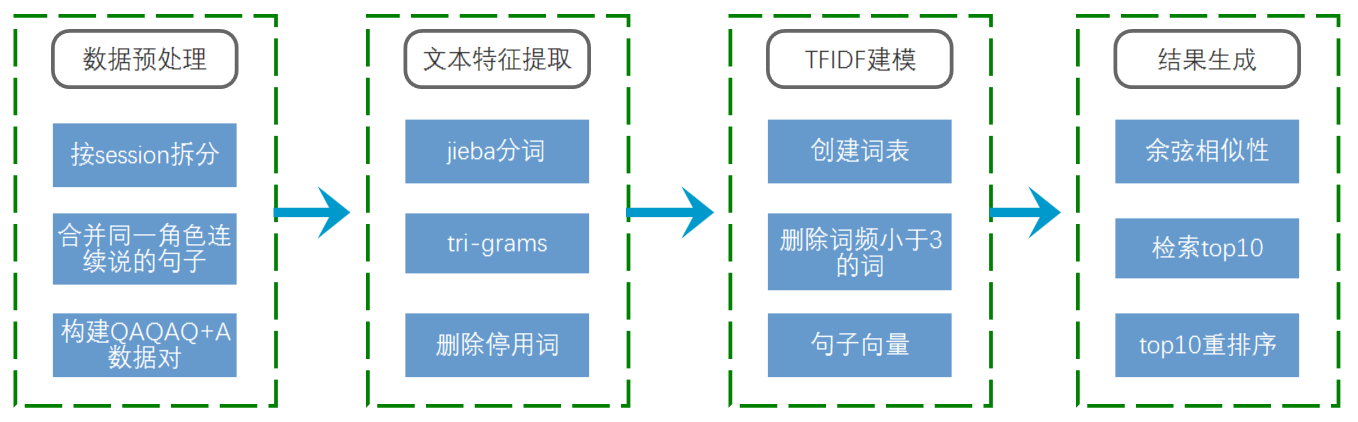 数据预处理
按session拆分
合并同一角色连
续说的句子
构建QAQAQ+A
数据对
文本特征提取
jieba分词
tri-grams
删除停用词
TFIDF建模
创建词表
删除词频小于3
的词
句子向量
结果生成
余弦相似性
检索top10
top10重排序